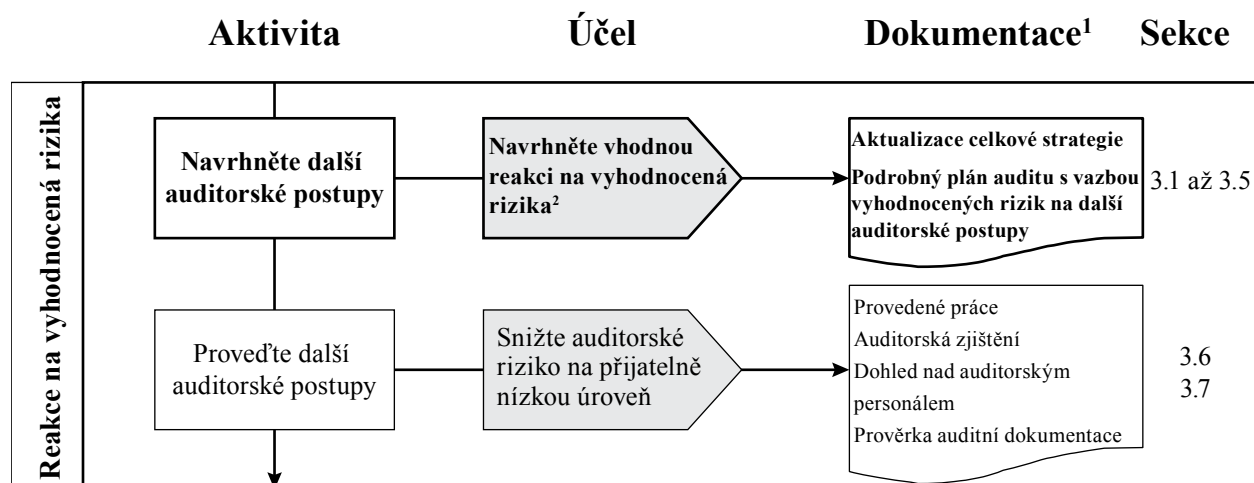 Aktivita Účel Dokumentace¹ Sekce
Reakce na vyhodnocená rizika
Navrhněte další
auditorské postupy
Navrhněte vhodnou
reakci na vyhodnocená
rizika²
Aktualizace celkové strategie
Podrobný plán auditu s vazbou
vyhodnocených rizik na další
auditorské postupy
3.1 až 3.5
Proveďte další
auditorské postupy
Snižte auditorské
riziko na přijatelně
nízkou úroveň
Provedené práce
Auditorská zjištění
Dohled nad auditorským
personálem
Prověrka auditní dokumentace
3.6
3.7